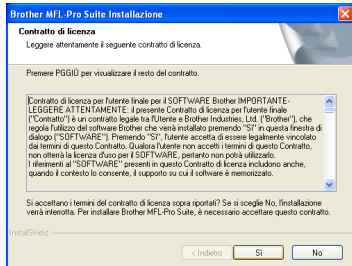 Brother MFL-Pro Suite Installazione
Contratto di licenza
Leggere attentamente il seguente contratto di licenza.
Premere PGGIÙ per visualizzare il resto del contratto.
Contratto di licenza per l'utente finale per il SOFTWARE Brother IMPORTANTE-
LEGGERE ATTENTAMENTE: il presente Contratto di licenza per l'utente finale
("Contratto") è un contratto legale tra l'Utente e Brother Industries, Ltd. ("Brother"), che
regola l'utilizzo del software Brother che verrà installato premendo "SI" in questa finestra di
dialogo ("SOFTWARE"). Premendo "SI", l'utente accetta di essere legalmente vincolato
dai termini di questo Contratto. Qualora l'utente non accetti i termini di questo Contratto,
non otterrà la licenza d'uso per il SOFTWARE, pertanto non potrà utilizzarlo.
I riferimenti al "SOFTWARE" presenti in questo Contratto di licenza includono anche,
quando il contesto lo consente, il supporto su cui il software è memorizzato.
Si accettano i termini del contratto di licenza sopra riportati? Se si sceglie No, l'installazione
verrà interrotta. Per installare Brother MFL-Pro Suite, è necessario accettare questo contratto.
InstallShield
< Indietro
Sì
No